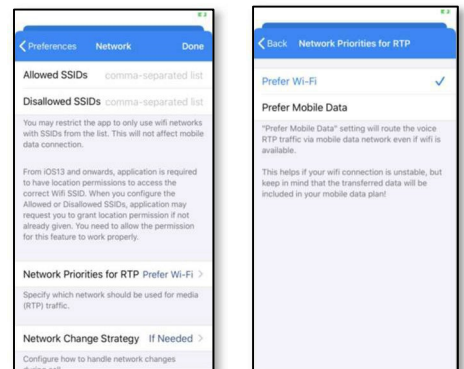 Preferences Network Done
Allowed SSIDs comma-separated list
Disallowed SSIDs comma-separated list
You may restrict the app to only use wifi networks
with SSIDs from the list. This will not affect mobile
data connection.
From iOS13 and onwards, application is required
to have location permissions to access the
correct Wifi SSID. When you configure the
Allowed or Disallowed SSIDs, application may
request you to grant location permission if not
already given. You need to allow the permission
for this feature to work properly.
Network Priorities for RTP Prefer Wi-Fi
Specify which network should be used for media
(RTP) traffic.
Network Change Strategy If Needed
Configure how to handle network changes
during call
Back Network Priorities for RTP
Prefer Wi-Fi
Prefer Mobile Data
"Prefer Mobile Data" setting will route the voice
RTP traffic via mobile data network even if wifi is
available.
This helps if your wifi connection is unstable, but
keep in mind that the transferred data will be
included in your mobile data plan!